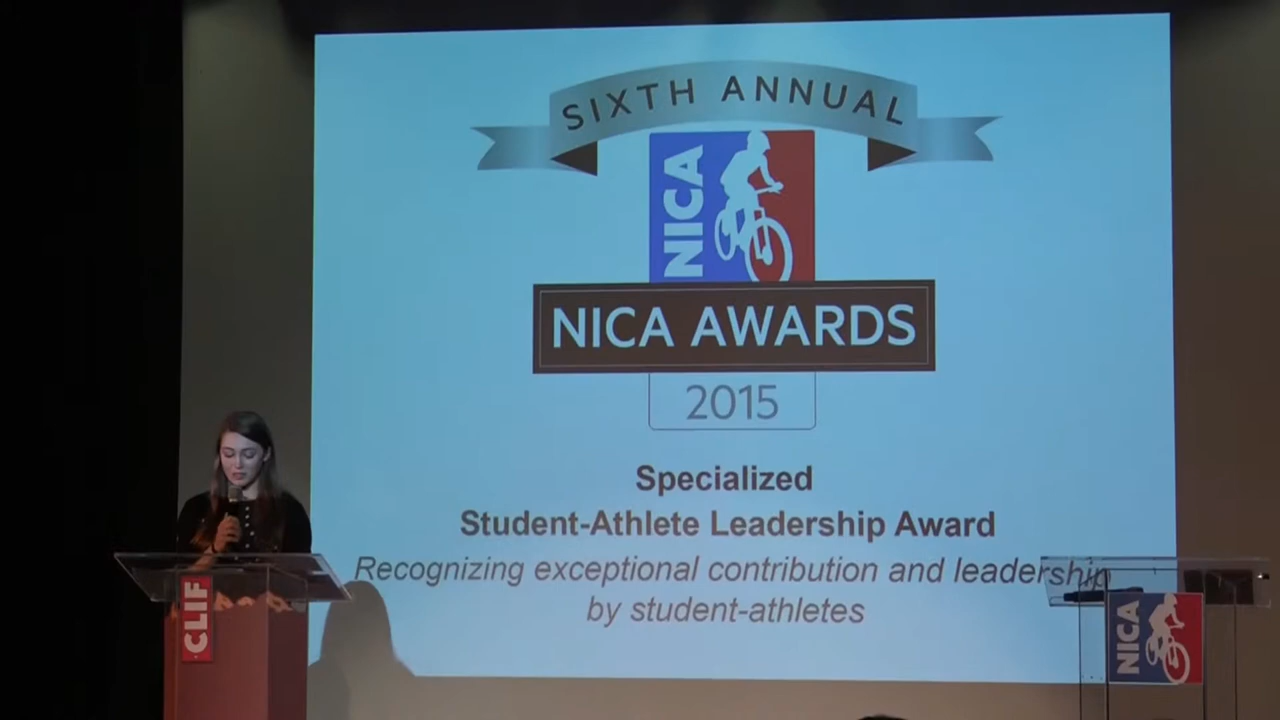 SIXTH ANNUAL
NICA
NICA AWARDS
2015
Specialized
Student-Athlete Leadership Award
Recognizing exceptional contribution and leadership
by student-athletes
CLIF
NICA